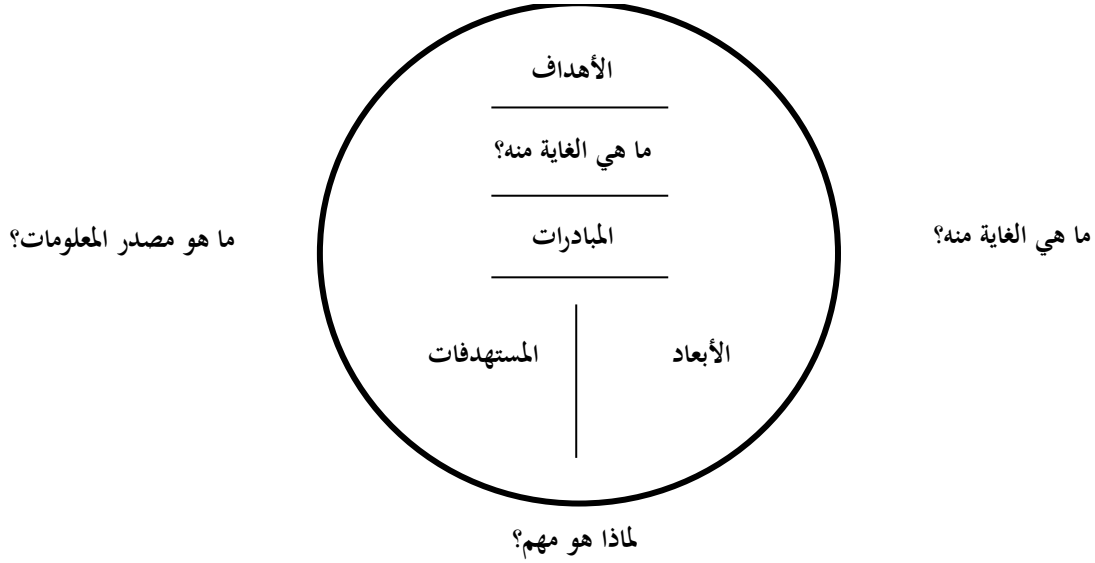 الأهداف
ما هي الغاية منه؟
ما هي الغاية منه؟
المبادرات
ما هو مصدر المعلومات؟
الأبعاد
المستهدفات
لماذا هو مهم؟